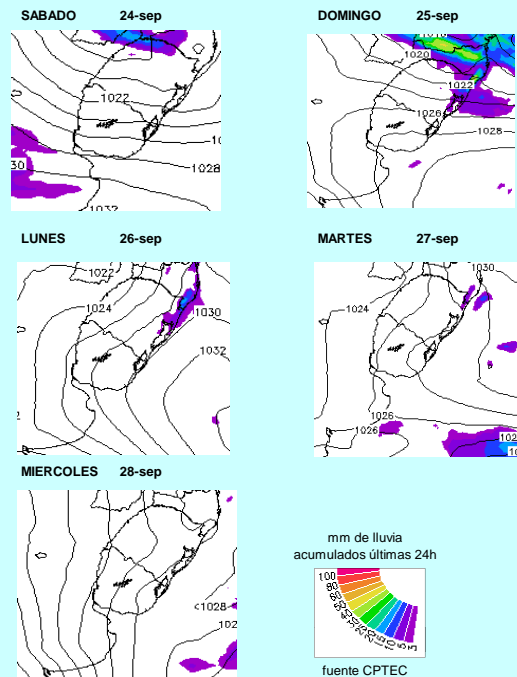 SABADO 24-sep
DOMINGO 25-sep
1022
1028
1032
1020
1022
1026
1028
LUNES 26-sep
MARTES 27-sep
1022
1024
1030
1032
1030
1024
1026
1026
MIERCOLES 28-sep
<1028
mm de lluvia
acumulados últimas 24h
100
80
fuente CPTEC